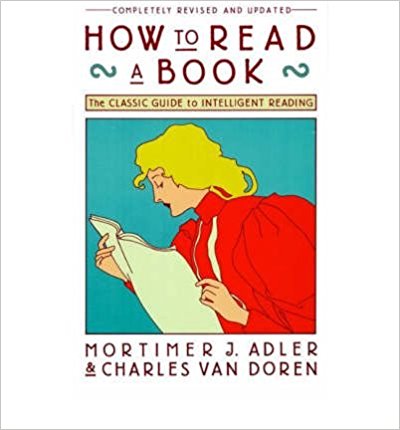 COMPLETELY REVISED AND UPDATED
HOW TO READ
A BOOK
The CLASSIC GUIDE to INTELLIGENT READING
MORTIMER J. ADLER
& CHARLES VAN DOREN